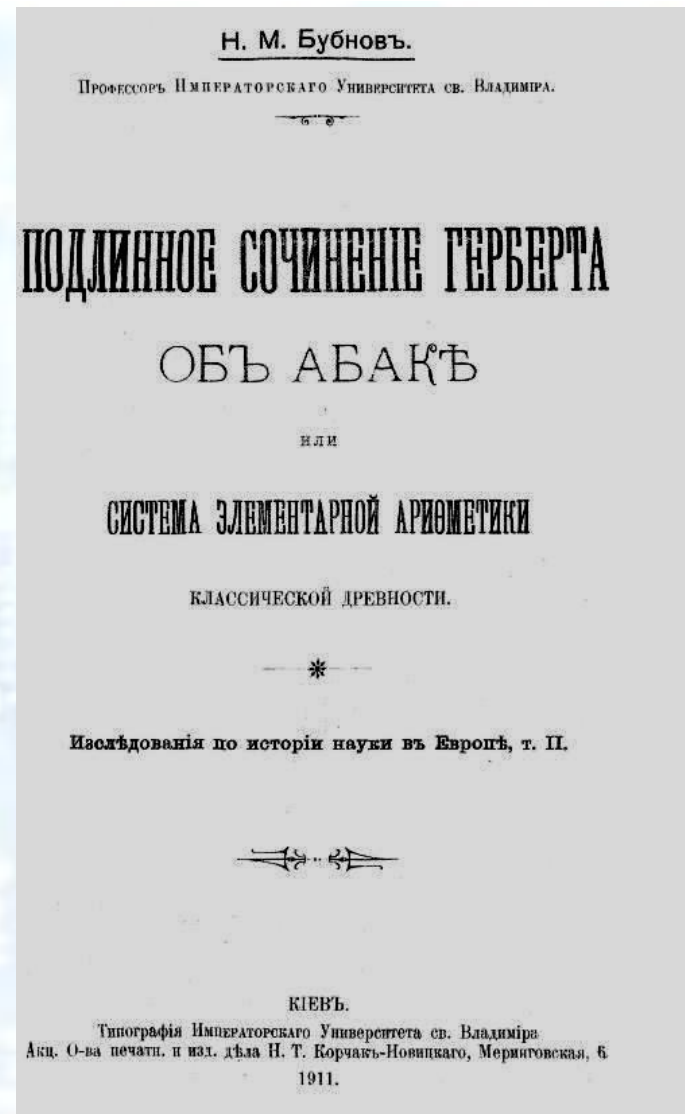 Н. М. Бубновъ.
Профессоръ Императорскаго Университета св. Владиміра.
ПОДЛИННОЕ СОЧИНЕНІЕ ГЕРБЕРТА
ОБЪ АБАКѢ
или
СИСТЕМА ЭЛЕМЕНТАРНОЙ АРИѲМЕТИКИ
КЛАССИЧЕСКОЙ ДРЕВНОСТИ.
Изслѣдованія по исторіи науки въ Европѣ, т. II.
КІЕВЪ.
Типографія Императорскаго Университета св. Владиміра
Акц. О-ва печатн. и изд. дѣла Н. Т. Корчакъ-Новицкаго, Меринговская, 6
1911.